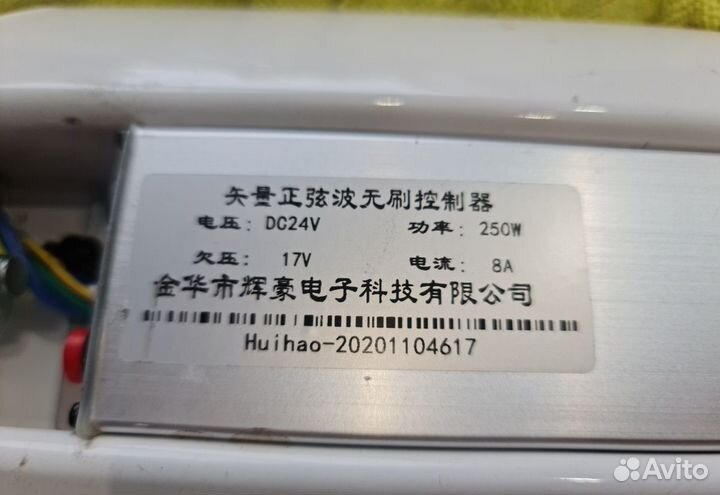 矢量正弦波无刷控制器
电压: DC24V 功率: 250W
欠压: 17V 电流: 8A
金华市辉豪电子科技有限公司
Huihao-20201104617
Avito